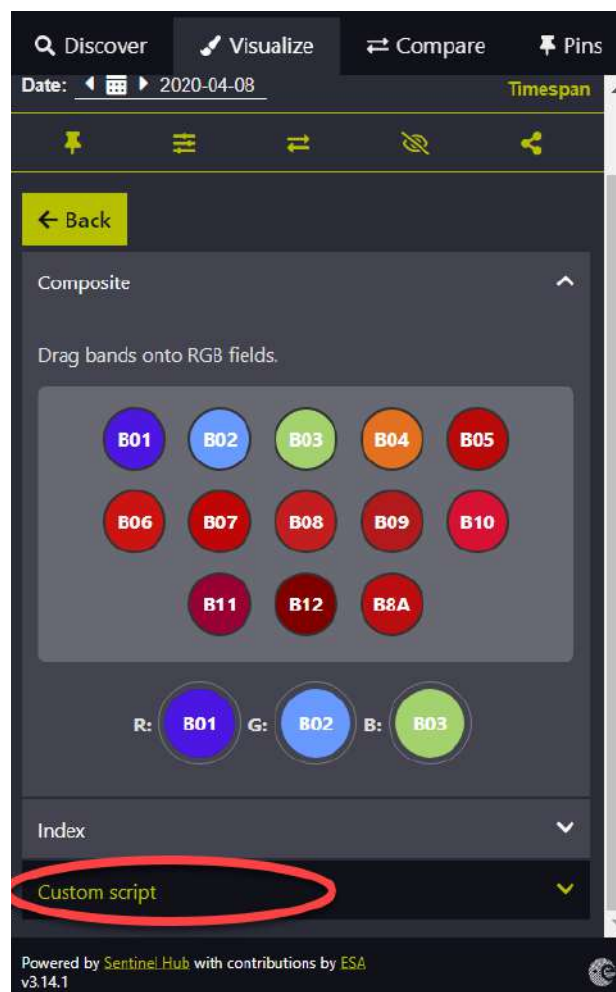 Discover Visualize Compare Pins
Date: 2020-04-08 Timespan
Back
Composite
Drag bands onto RGB fields.
B01 B02 B03 B04 B05
B06 B07 B08 B09 B10
B11 B12 B8A
R: B01 G: B02 B: B03
Index
Custom script
Powered by Sentinel Hub with contributions by ESA
v3.14.1